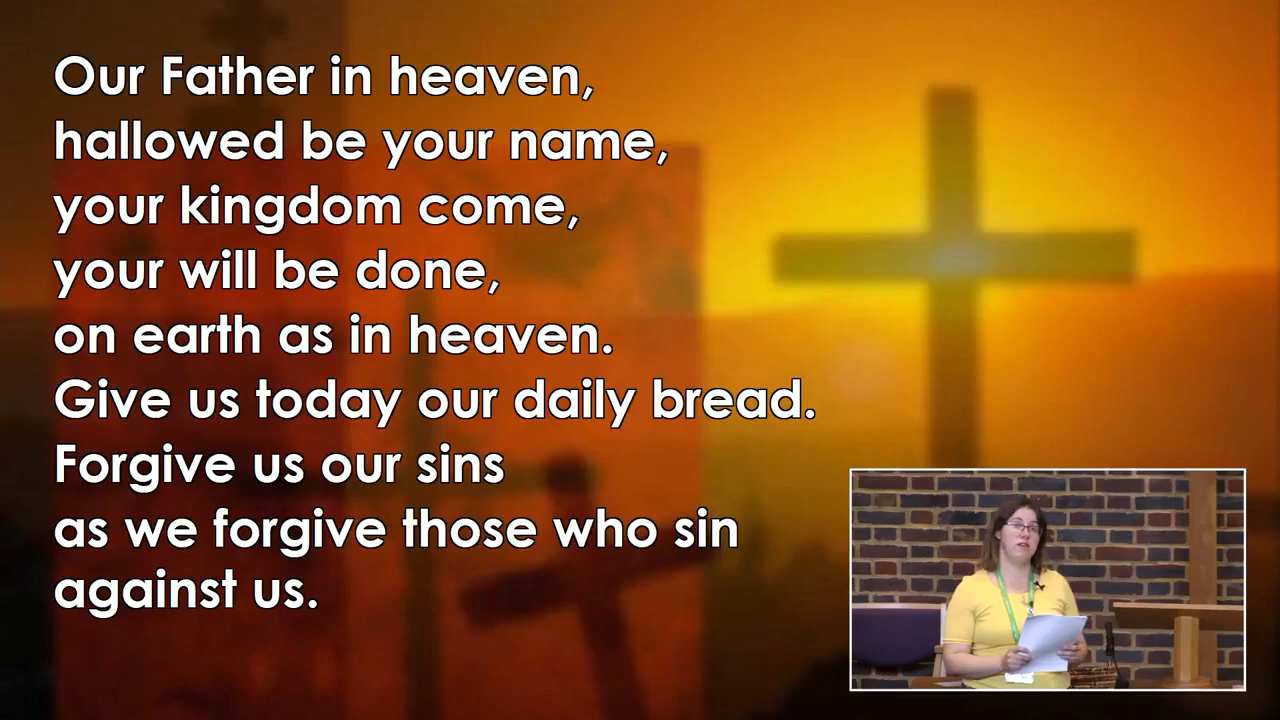 Our Father in heaven,
hallowed be your name,
your kingdom come,
your will be done,
on earth as in heaven.
Give us today our daily bread.
Forgive us our sins
as we forgive those who sin
against us.